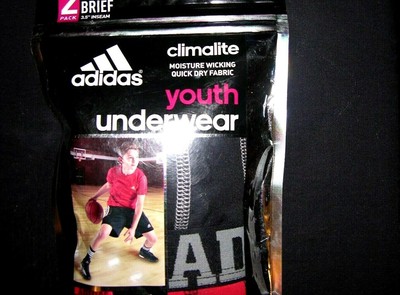 2 BRIEF
PACK 3.5" INSEAM
adidas
climalite
MOISTURE WICKING
QUICK DRY FABRIC
youth
underwear
AD